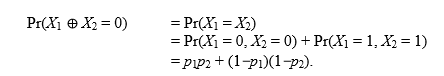 Pr(X₁ ⊕ X₂ = 0) = Pr(X₁ = X₂)
= Pr(X₁ = 0, X₂ = 0) + Pr(X₁ = 1, X₂ = 1)
= p₁p₂ + (1–p₁)(1–p₂).